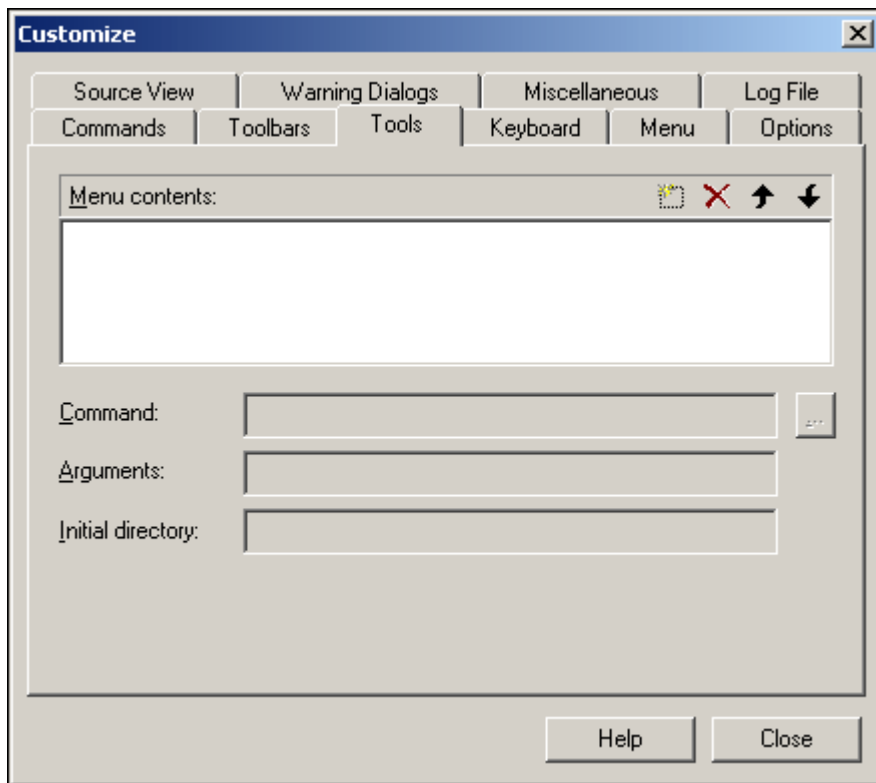 Customize
Source View Warning Dialogs Miscellaneous Log File
Commands Toolbars Tools Keyboard Menu Options
Menu contents:
Command:
...
Arguments:
Initial directory:
Help Close